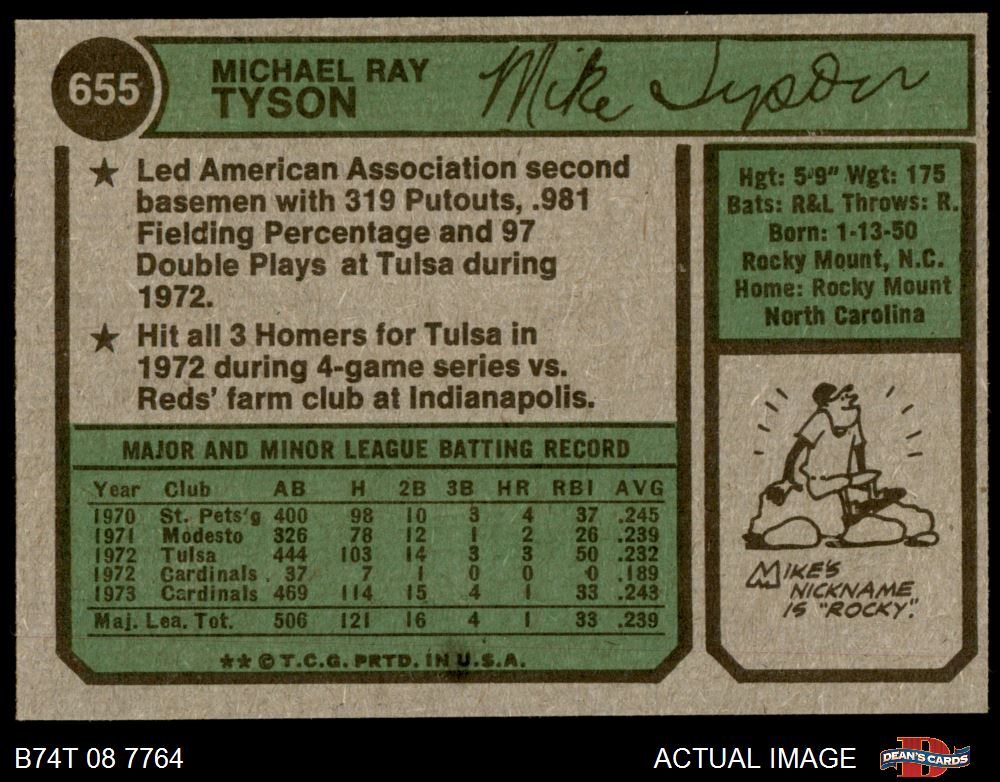 655
MICHAEL RAY
TYSON
Mike Tyson
★ Led American Association second
basemen with 319 Putouts, .981
Fielding Percentage and 97
Double Plays at Tulsa during
1972.
★ Hit all 3 Homers for Tulsa in
1972 during 4-game series vs.
Reds' farm club at Indianapolis.
MAJOR AND MINOR LEAGUE BATTING RECORD
Year Club AB H 2B 3B HR RBI AVG
1970 St. Pets'g 400 98 10 3 4 37 .245
1971 Modesto 326 78 12 1 2 26 .239
1972 Tulsa 444 103 14 3 3 50 .232
1972 Cardinals 37 7 1 0 0 0 .189
1973 Cardinals 469 114 15 4 1 33 .243
Maj. Lea. Tot. 506 121 16 4 1 33 .239
** © T.C.G. PRTD. IN U.S.A.
Hgt: 5-9" Wgt: 175
Bats: R&L Throws: R.
Born: 1-13-50
Rocky Mount, N.C.
Home: Rocky Mount
North Carolina
MIKE'S
NICKNAME
IS "ROCKY".
B74T 08 7764
ACTUAL IMAGE
D
DEAN'S CARDS